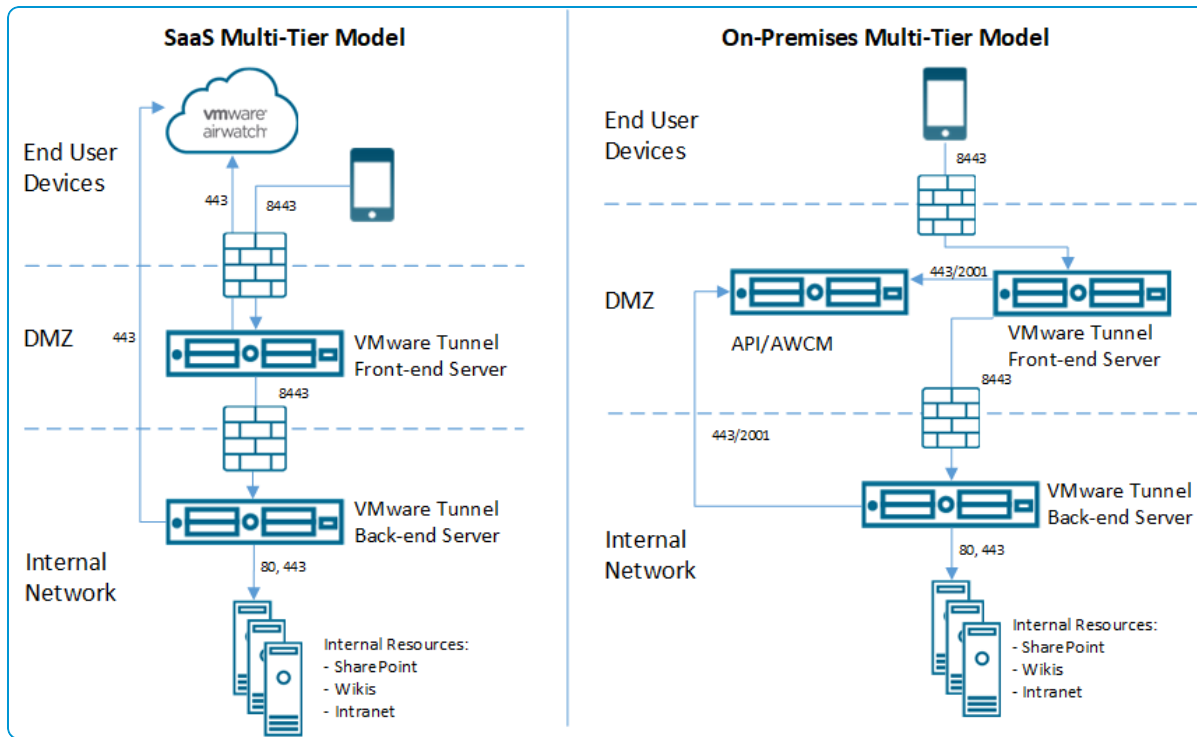 SaaS Multi-Tier Model
vmware
airwatch
End User
Devices
443
8443
DMZ
443
VMware Tunnel
Front-end Server
8443
VMware Tunnel
Back-end Server
Internal
Network
80, 443
Internal Resources:
- SharePoint
- Wikis
- Intranet
On-Premises Multi-Tier Model
End User
Devices
8443
443/2001
DMZ
API/AWCM
VMware Tunnel
Front-end Server
8443
443/2001
VMware Tunnel
Back-end Server
Internal
Network
80, 443
Internal Resources:
- SharePoint
- Wikis
- Intranet